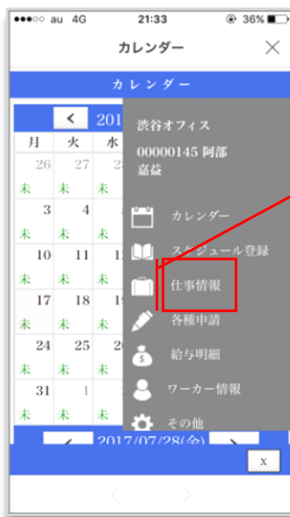 ●●●○○ au 4G 21:33 @ 36%
カレンダー ×
カレンダー
< 201
月 火 水
26 27 2
未 未 未
3 4
未 未 未
10 11 1
未 未 未
17 18 1
未 未 未
24 25 2
未 未 未
31 1
未 未 未
渋谷オフィス
00000145 阿部
嘉益
カレンダー
スケジュール登録
仕事情報
各種申請
給与明細
ワーカー情報
その他
< 2017/07/28(金) >
x